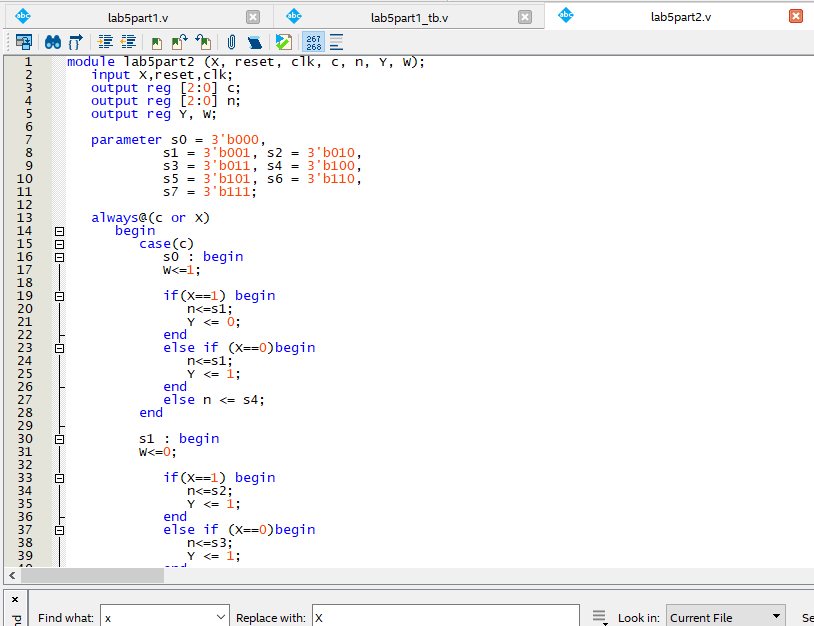 lab5part1.v
lab5part1_tb.v
lab5part2.v
267
268
1 module lab5part2 (X, reset, clk, c, n, Y, W);
2 input X,reset,clk;
3 output reg [2:0] c;
4 output reg [2:0] n;
5 output reg Y, W;
6
7 parameter s0 = 3'b000,
8 s1 = 3'b001, s2 = 3'b010,
9 s3 = 3'b011, s4 = 3'b100,
10 s5 = 3'b101, s6 = 3'b110,
11 s7 = 3'b111;
12
13 always@(c or X)
14 begin
15 case(c)
16 s0 : begin
17 W<=1;
18
19 if(X==1) begin
20 n<=s1;
21 Y <= 0;
22 end
23 else if (X==0)begin
24 n<=s1;
25 Y <= 1;
26 end
27 else n <= s4;
28 end
29
30 s1 : begin
31 W<=0;
32
33 if(X==1) begin
34 n<=s2;
35 Y <= 1;
36 end
37 else if (X==0)begin
38 n<=s3;
39 Y <= 1;
Find what: x Replace with: X Look in: Current File